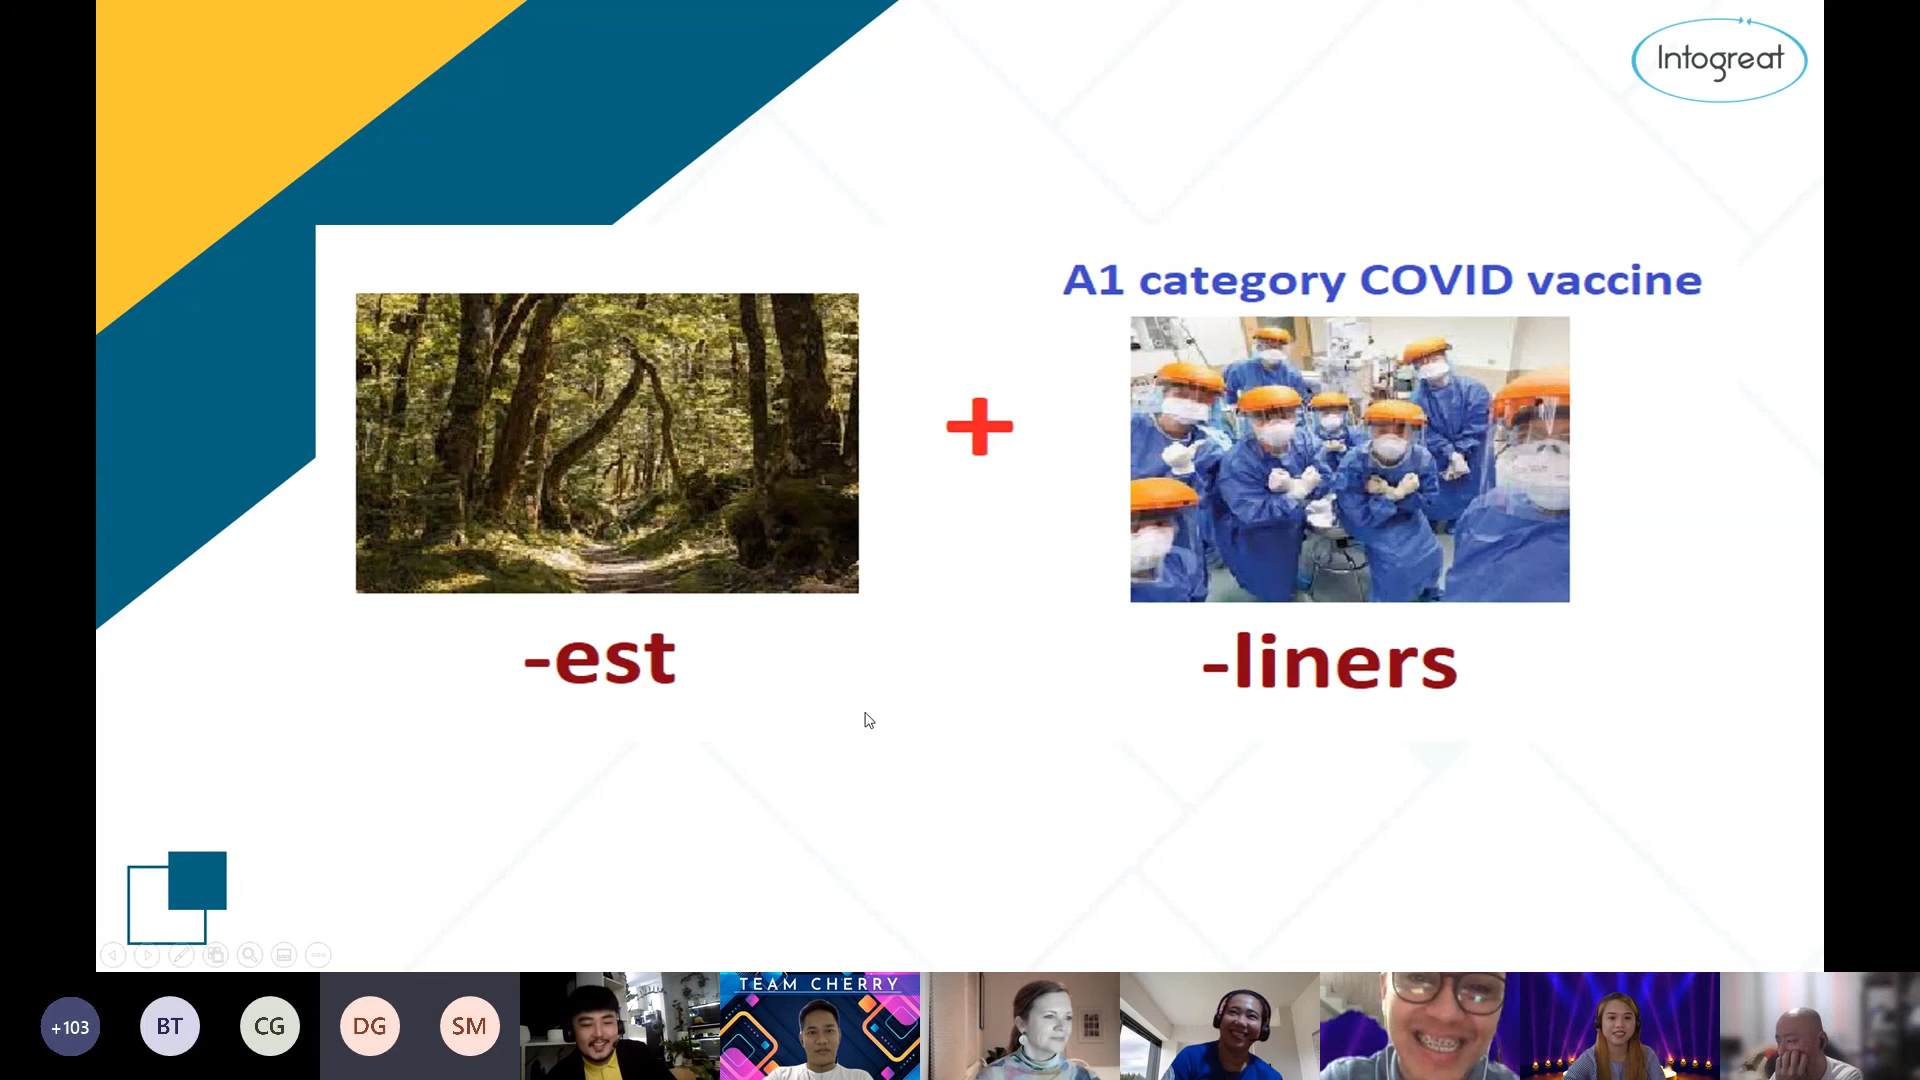 Intogreat
A1 category COVID vaccine
+
-est
-liners
+103
BT
CG
DG
SM
TEAM CHERRY